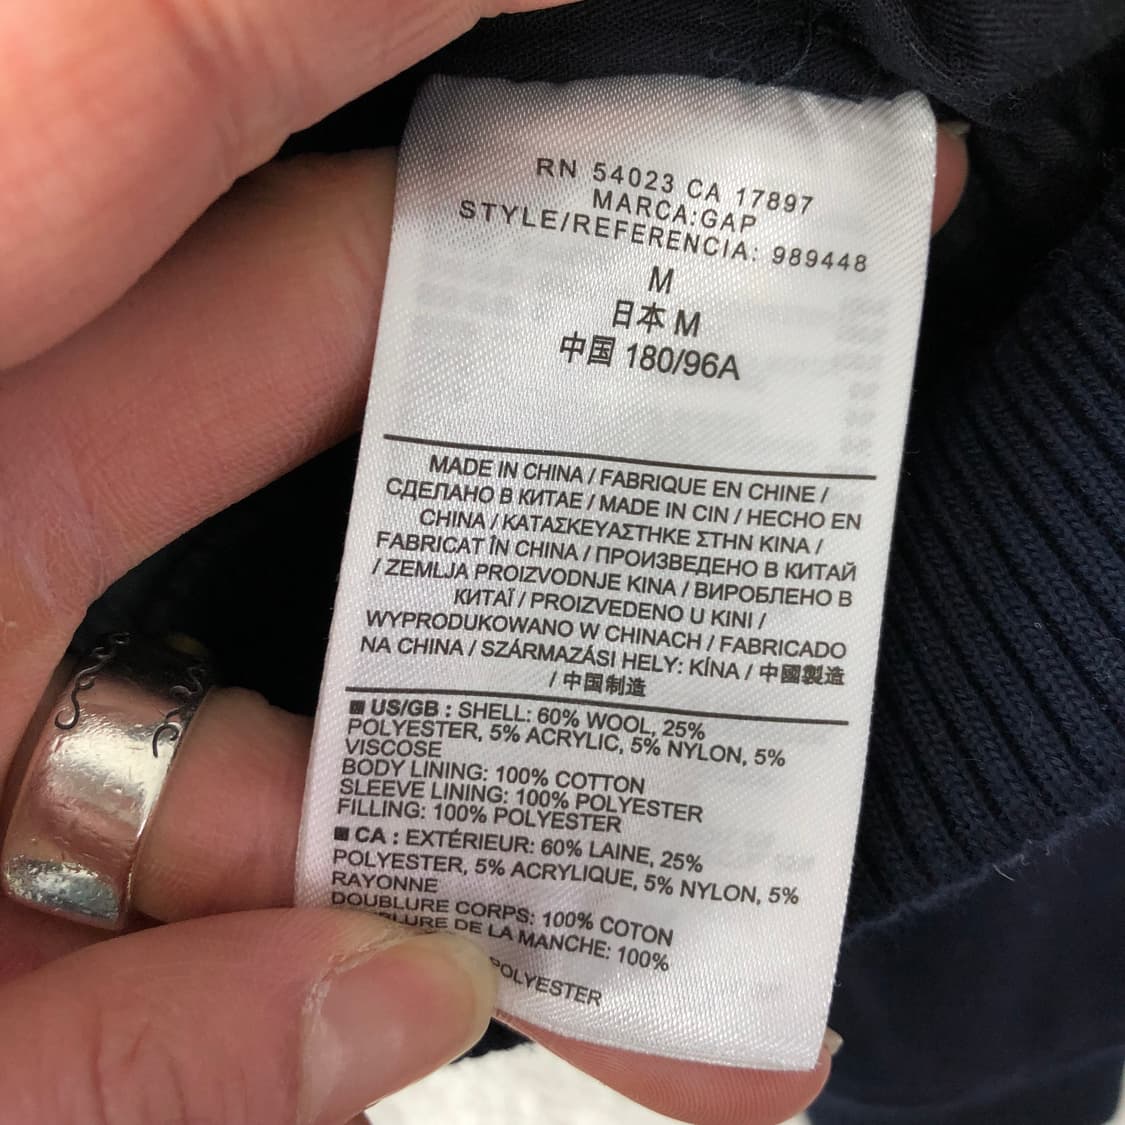 RN 54023 CA 17897
MARCA:GAP
STYLE/REFERENCIA: 989448
M
日本 M
中国 180/96A
MADE IN CHINA / FABRIQUE EN CHINE /
СДЕЛАНО В КИТАЕ / MADE IN CIN / HECHO EN
CHINA / ΚΑΤΑΣΚΕΥΑΣΤΗΚΕ ΣΤΗΝ ΚΙΝΑ /
FABRICAT ÎN CHINA / ПРОИЗВЕДЕНО В КИТАЙ
/ ZEMLJA PROIZVODNJE KINA / ВИРОБЛЕНО В
КИТАЇ / PROIZVEDENO U KINI /
WYPRODUKOWANO W CHINACH / FABRICADO
NA CHINA / SZÁRMAZÁSI HELY: KÍNA / 中國製造
/ 中国制造
US/GB : SHELL: 60% WOOL, 25%
POLYESTER, 5% ACRYLIC, 5% NYLON, 5%
VISCOSE
BODY LINING: 100% COTTON
SLEEVE LINING: 100% POLYESTER
FILLING: 100% POLYESTER
CA : EXTÉRIEUR: 60% LAINE, 25%
POLYESTER, 5% ACRYLIQUE, 5% NYLON, 5%
RAYONNE
DOUBLURE CORPS: 100% COTON
DE LA MANCHE: 100%
POLYESTER